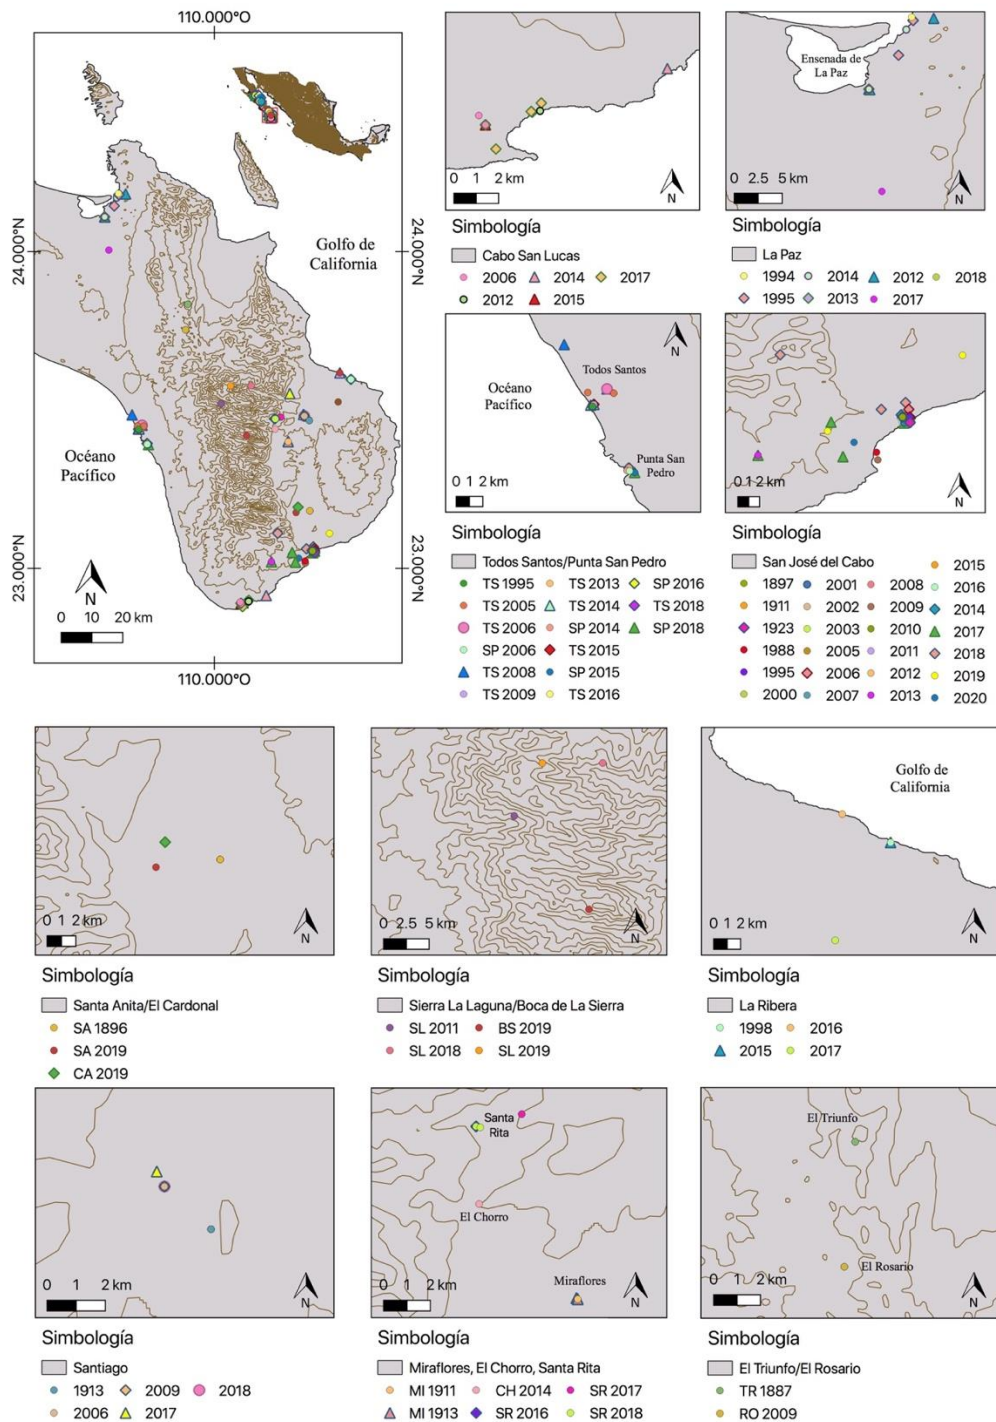 110.000°O
24.000°N
24.000°N
Golfo de
California
Océano
Pacífico
23.000°N
23.000°N
N
0 10 20 km
110.000°O
N
0 1 2 km
Simbología
Cabo San Lucas
2006 2014 2017
2012 2015
Ensenada de
La Paz
N
0 2.5 5 km
Simbología
La Paz
1994 2014 2012 2018
1995 2013 2017
N
Todos Santos
Océano
Pacífico
Punta San
Pedro
0 1 2 km
Simbología
Todos Santos/Punta San Pedro
TS 1995 TS 2013 SP 2016
TS 2005 TS 2014 TS 2018
TS 2006 SP 2014 SP 2018
SP 2006 TS 2015
TS 2008 SP 2015
TS 2009 TS 2016
0 1 2 km
N
Simbología
San José del Cabo
1897 2001 2008 2015
1911 2002 2009 2016
1923 2003 2010 2014
1988 2005 2011 2017
1995 2006 2012 2018
2000 2007 2013 2019
2020
0 1 2 km
N
Simbología
Santa Anita/El Cardonal
SA 1896
SA 2019
CA 2019
0 2.5 5 km
N
Simbología
Sierra La Laguna/Boca de La Sierra
SL 2011 BS 2019
SL 2018 SL 2019
Golfo de
California
0 1 2 km
N
Simbología
La Ribera
1998 2016
2015 2017
0 1 2 km
N
Simbología
Santiago
1913 2009 2018
2006 2017
Santa
Rita
El Chorro
Miraflores
0 1 2 km
N
Simbología
Miraflores, El Chorro, Santa Rita
MI 1911 CH 2014 SR 2017
MI 1913 SR 2016 SR 2018
El Triunfo
El Rosario
0 1 2 km
N
Simbología
El Triunfo/El Rosario
TR 1887
RO 2009